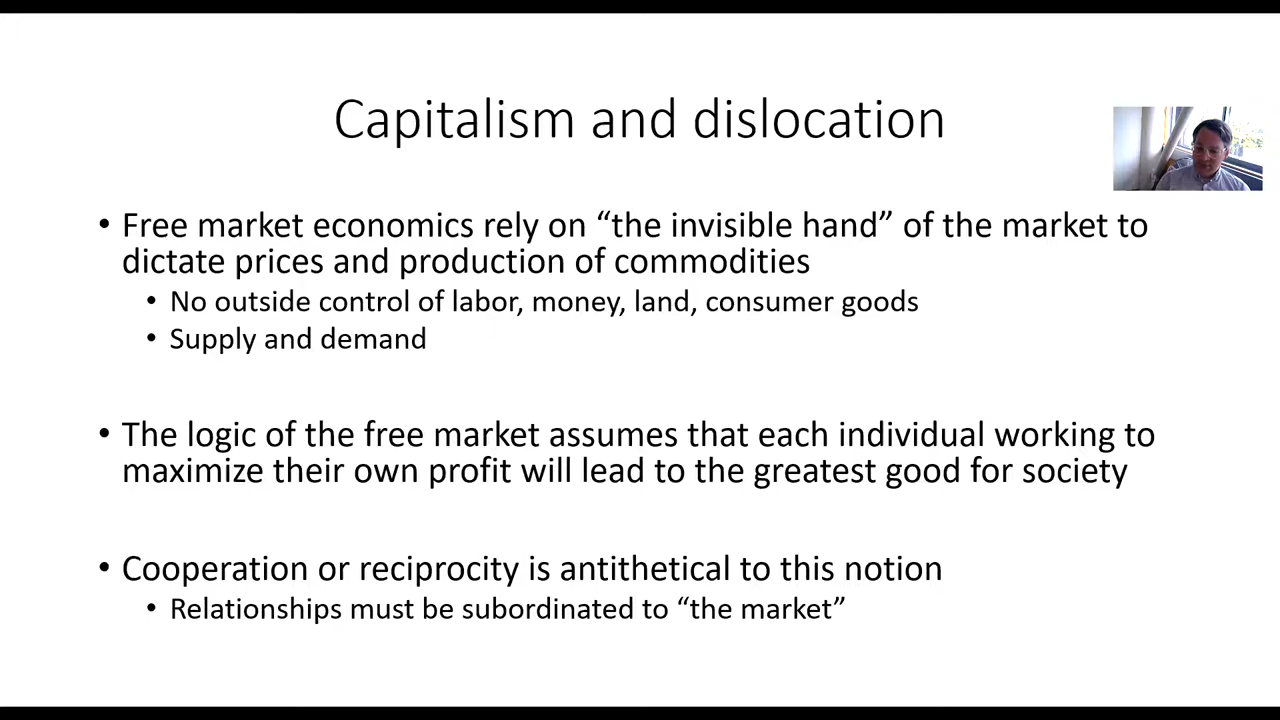 Capitalism and dislocation
• Free market economics rely on “the invisible hand” of the market to
dictate prices and production of commodities
• No outside control of labor, money, land, consumer goods
• Supply and demand
• The logic of the free market assumes that each individual working to
maximize their own profit will lead to the greatest good for society
• Cooperation or reciprocity is antithetical to this notion
• Relationships must be subordinated to “the market”